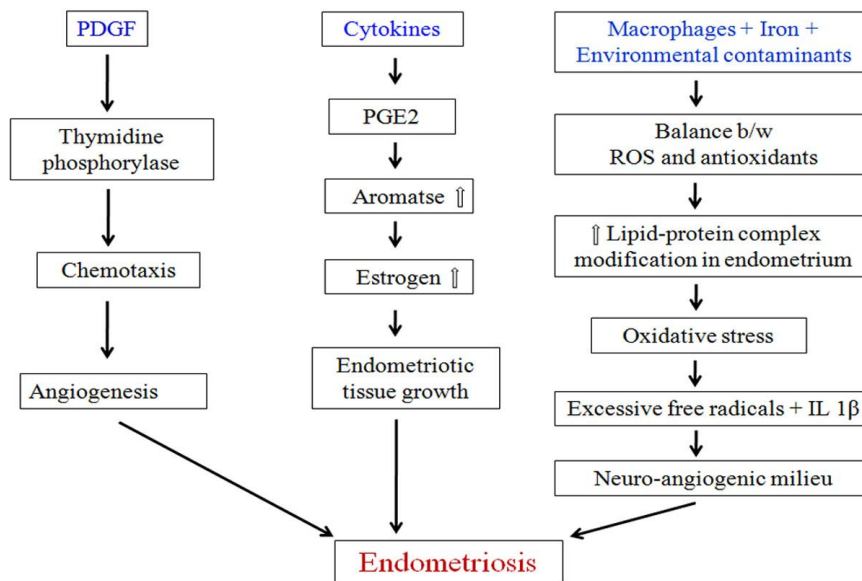 PDGF
Thymidine
phosphorylase
Chemotaxis
Angiogenesis
Cytokines
PGE2
Aromatse ⇑
Estrogen ⇑
Endometriotic
tissue growth
Macrophages + Iron +
Environmental contaminants
Balance b/w
ROS and antioxidants
⇑ Lipid-protein complex
modification in endometrium
Oxidative stress
Excessive free radicals + IL 1β
Neuro-angiogenic milieu
Endometriosis